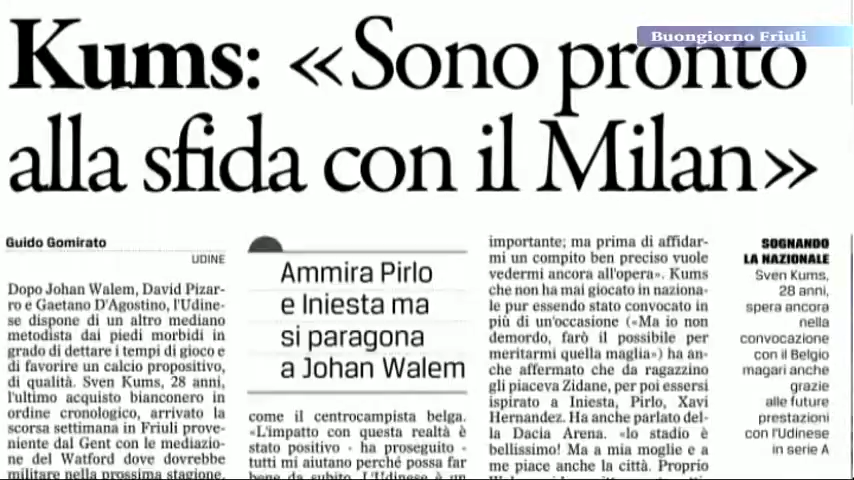 Buongiorno Friuli
Kums: «Sono pronto
alla sfida con il Milan»
Guido Gomirato
UDINE
Dopo Johan Walem, David Pizar-
ro e Gaetano D'Agostino, l'Udine-
se dispone di un altro mediano
metodista dai piedi morbidi in
grado di dettare i tempi di gioco e
di favorire un calcio propositivo,
di qualità. Sven Kums, 28 anni,
l'ultimo acquisto bianconero in
ordine cronologico, arrivato la
scorsa settimana in Friuli prove-
niente dal Gent con le mediazio-
ne del Watford dove dovrebbe
militare nella prossima stagione,
Ammira Pirlo
e Iniesta ma
si paragona
a Johan Walem
come il centrocampista belga.
«L'impatto con questa realtà è
stato positivo - ha proseguito -
tutti mi aiutano perché possa far
bene da subito. L'Udinese è un
importante; ma prima di affidar-
mi un compito ben preciso vuole
vedermi ancora all'opera». Kums
che non ha mai giocato in naziona-
le pur essendo stato convocato in
più di un'occasione («Ma io non
demordo, farò il possibile per
meritarmi quella maglia») ha an-
che affermato che da ragazzino
gli piaceva Zidane, per poi essersi
ispirato a Iniesta, Pirlo, Xavi
Hernandez. Ha anche parlato del-
la Dacia Arena. «lo stadio è
bellissimo! Ma a mia moglie e a
me piace anche la città. Proprio
SOGNANDO
LA NAZIONALE
Sven Kums,
28 anni,
spera ancora
nella
convocazione
con il Belgio
magari anche
grazie
alle future
prestazioni
con l'Udinese
in serie A